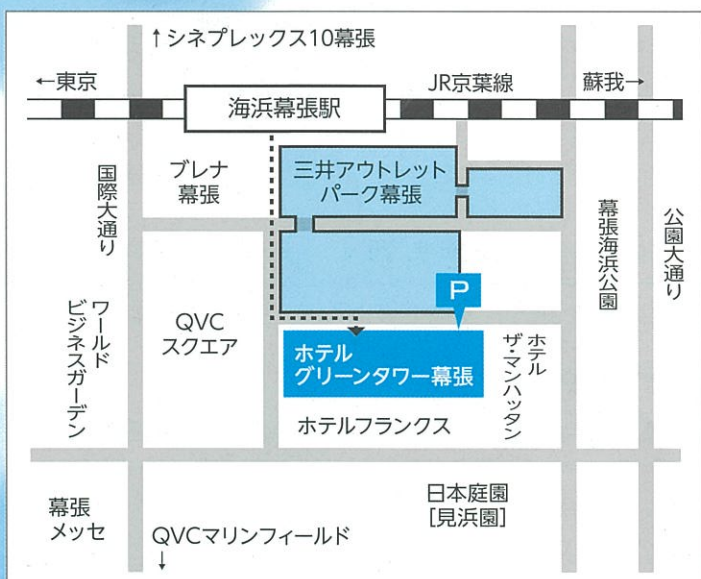 ↑シネプレックス10幕張
←東京
JR京葉線
蘇我→
海浜幕張駅
国際大通り
ブレナ
幕張
三井アウトレット
パーク幕張
幕張海浜公園
公園大通り
P
ワールド
ビジネスガーデン
QVC
スクエア
ホテル
グリーンタワー幕張
ホテル
ザ・マンハッタン
ホテルフランクス
幕張
メッセ
日本庭園
[見浜園]
QVCマリンフィールド
↓